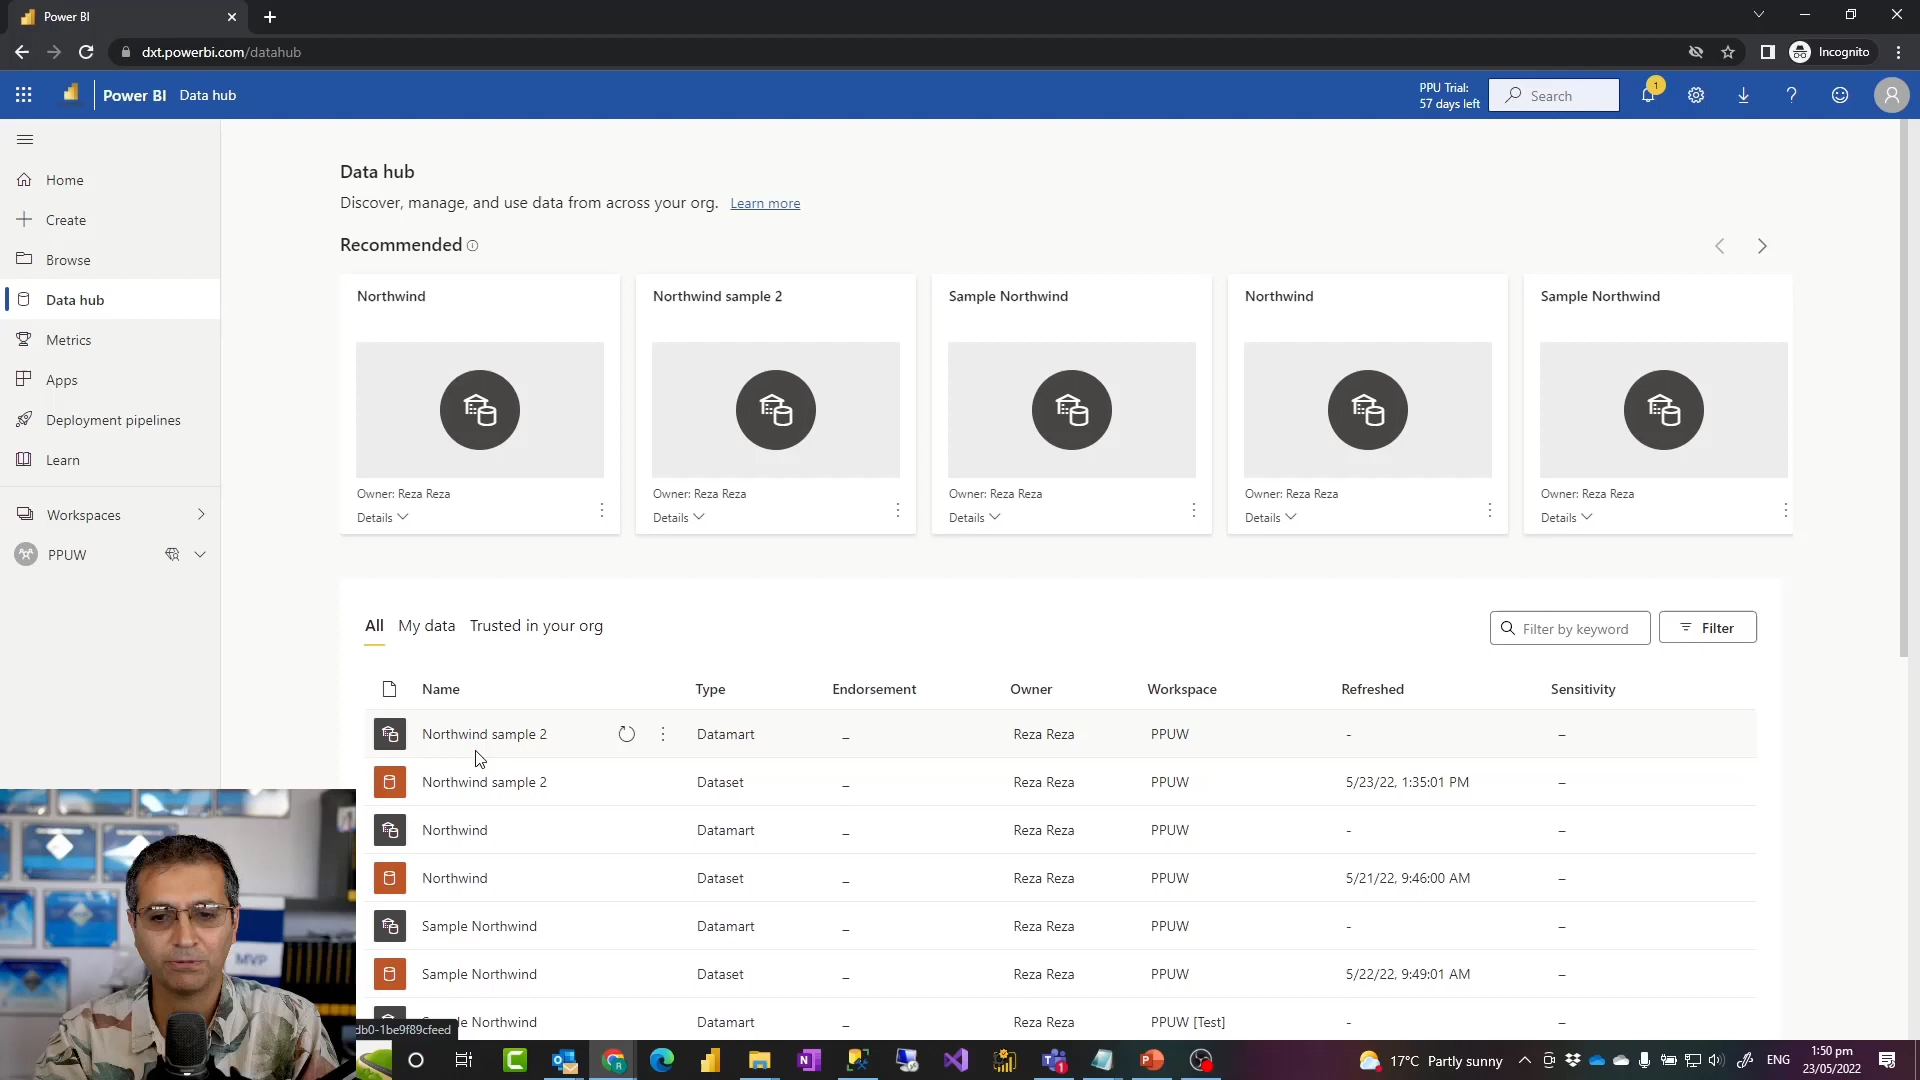 Power BI
dxt.powerbi.com/datahub
Incognito
Power BI Data hub
PPU Trial:
57 days left
Search
1
Home
Create
Browse
Data hub
Metrics
Apps
Deployment pipelines
Learn
Workspaces
PPUW
Data hub
Discover, manage, and use data from across your org. Learn more
Recommended
Northwind
Owner: Reza Reza
Details
Northwind sample 2
Owner: Reza Reza
Details
Sample Northwind
Owner: Reza Reza
Details
Northwind
Owner: Reza Reza
Details
Sample Northwind
Owner: Reza Reza
Details
All My data Trusted in your org
Filter by keyword
Filter
Name Type Endorsement Owner Workspace Refreshed Sensitivity
Northwind sample 2 Datamart – Reza Reza PPUW - –
Northwind sample 2 Dataset – Reza Reza PPUW 5/23/22, 1:35:01 PM –
Northwind Datamart – Reza Reza PPUW - –
Northwind Dataset – Reza Reza PPUW 5/21/22, 9:46:00 AM –
Sample Northwind Datamart – Reza Reza PPUW - –
Sample Northwind Dataset – Reza Reza PPUW 5/22/22, 9:49:01 AM –
le Northwind Datamart – Reza Reza PPUW [Test] - –
db0-1be9f89cfeed
MVP
17°C Partly sunny
ENG
1:50 pm
23/05/2022